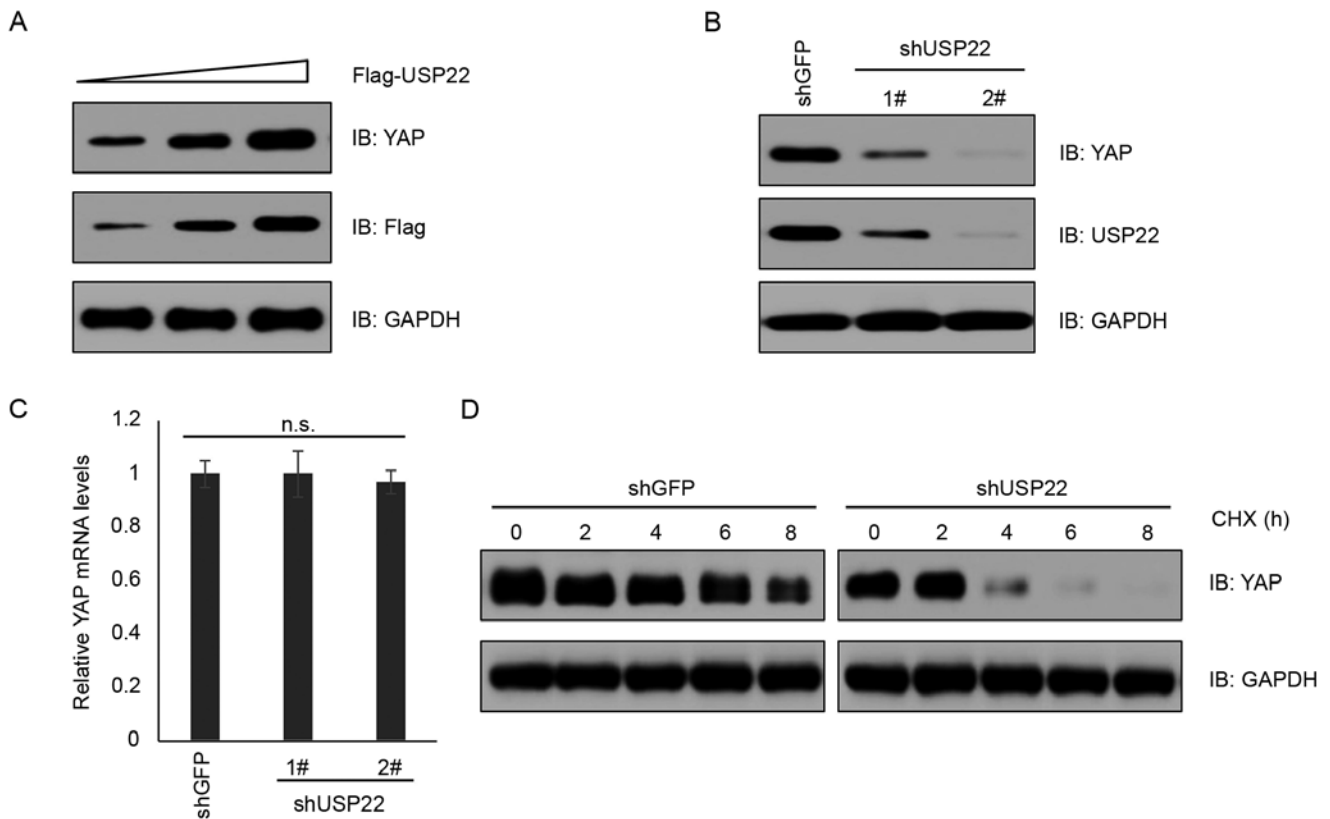 A
Flag-USP22
IB: YAP
IB: Flag
IB: GAPDH
B
shGFP
shUSP22
1# 2#
IB: YAP
IB: USP22
IB: GAPDH
C
Relative YAP mRNA levels
1.2
1
0.8
0.6
0.4
0.2
0
n.s.
shGFP
1# 2#
shUSP22
D
shGFP shUSP22
0 2 4 6 8 0 2 4 6 8 CHX (h)
IB: YAP
IB: GAPDH